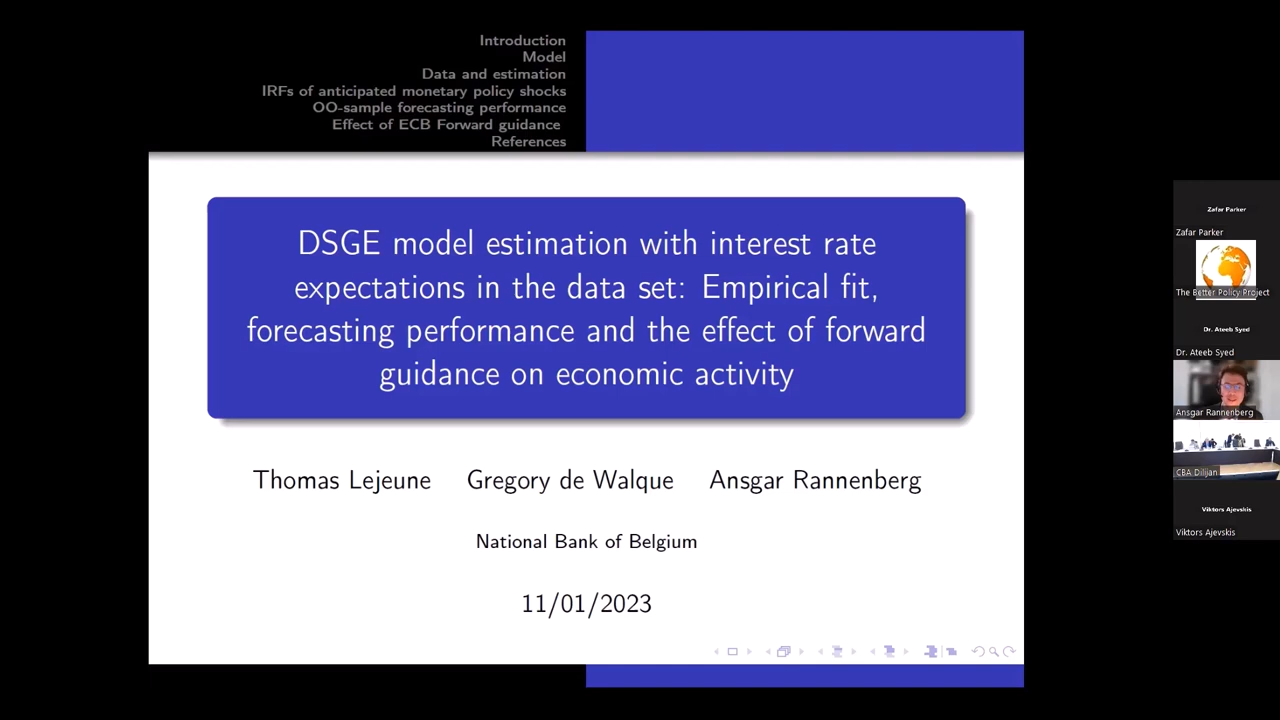 Introduction
Model
Data and estimation
IRFs of anticipated monetary policy shocks
OO-sample forecasting performance
Effect of ECB Forward guidance
References
DSGE model estimation with interest rate
expectations in the data set: Empirical fit,
forecasting performance and the effect of forward
guidance on economic activity
Thomas Lejeune Gregory de Walque Ansgar Rannenberg
National Bank of Belgium
11/01/2023
Zafar Parker
Zafar Parker
The Better Policy Project
Dr. Ateeb Syed
Dr. Ateeb Syed
Ansgar Rannenberg
CBA Dilijan
Viktors Ajevskis
Viktors Ajevskis